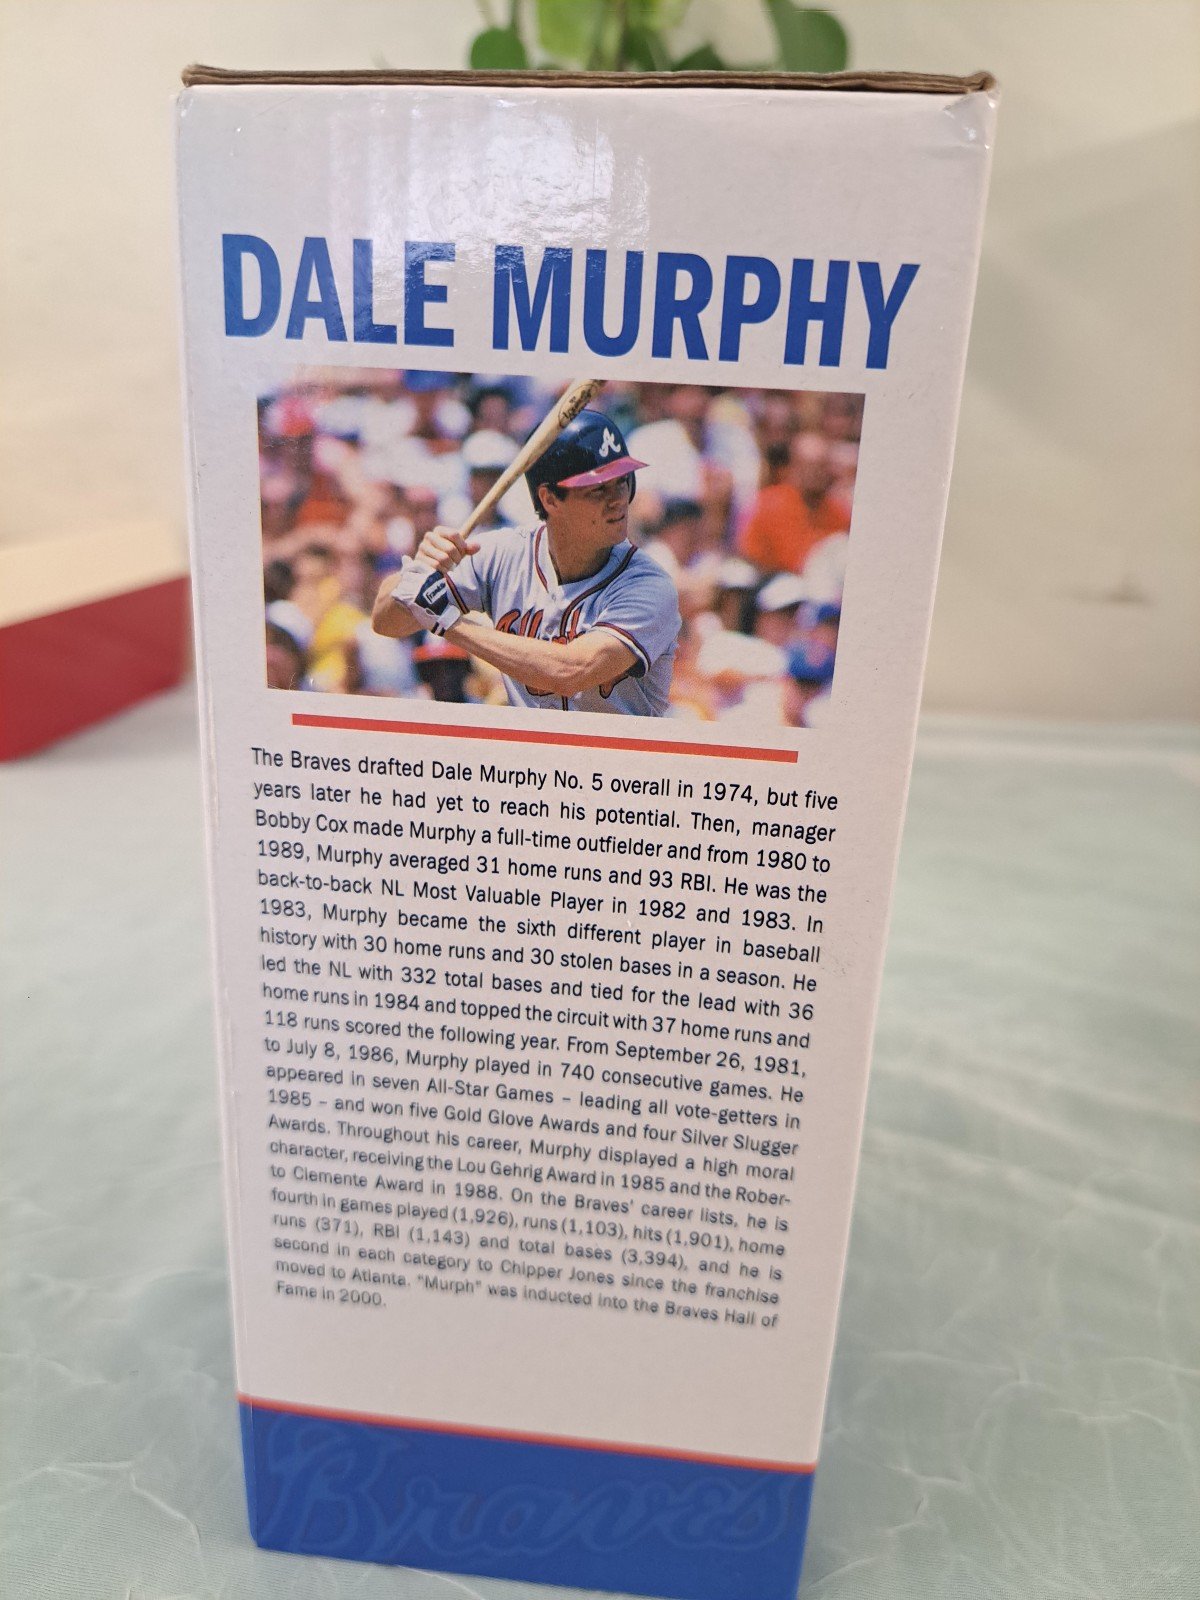 DALE MURPHY
The Braves drafted Dale Murphy No. 5 overall in 1974, but five
years later he had yet to reach his potential. Then, manager
Bobby Cox made Murphy a full-time outfielder and from 1980 to
1989, Murphy averaged 31 home runs and 93 RBI. He was the
back-to-back NL Most Valuable Player in 1982 and 1983. In
1983, Murphy became the sixth different player in baseball
history with 30 home runs and 30 stolen bases in a season. He
led the NL with 332 total bases and tied for the lead with 36
home runs in 1984 and topped the circuit with 37 home runs and
118 runs scored the following year. From September 26, 1981,
to July 8, 1986, Murphy played in 740 consecutive games. He
appeared in seven All-Star Games – leading all vote-getters in
1985 – and won five Gold Glove Awards and four Silver Slugger
Awards. Throughout his career, Murphy displayed a high moral
character, receiving the Lou Gehrig Award in 1985 and the Rober-
to Clemente Award in 1988. On the Braves' career lists, he is
fourth in games played (1,926), runs (1,103), hits (1,901), home
runs (371), RBI (1,143) and total bases (3,394), and he is
second in each category to Chipper Jones since the franchise
moved to Atlanta. "Murph" was inducted into the Braves Hall of
Fame in 2000.
Braves